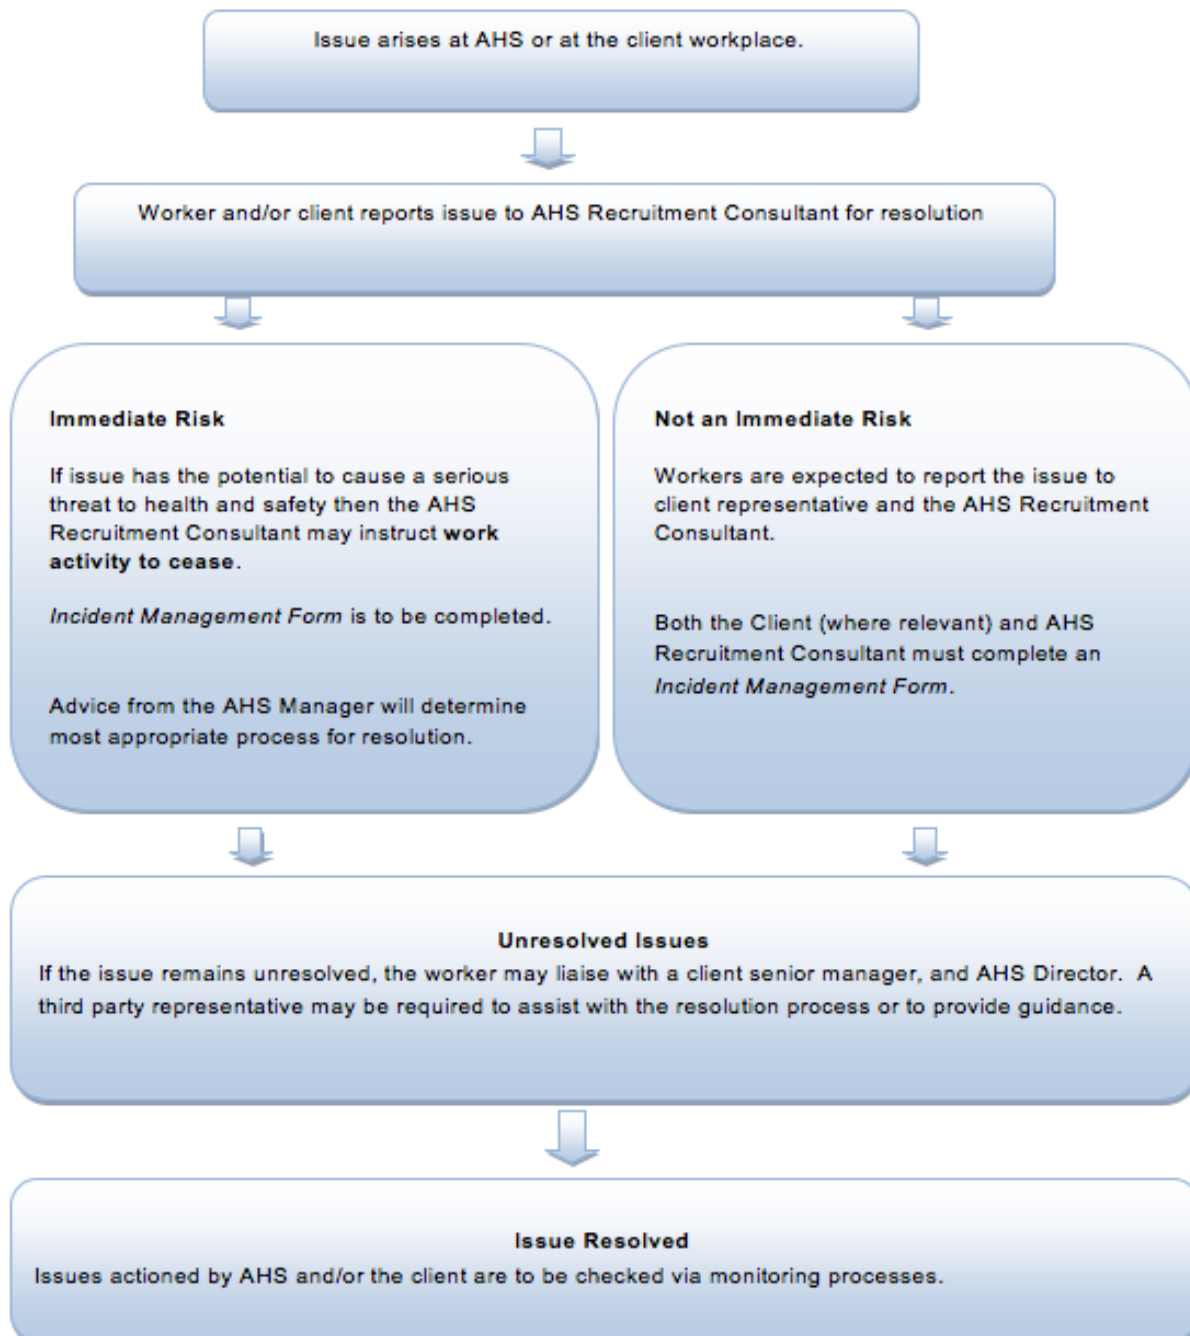 Issue arises at AHS or at the client workplace.
Worker and/or client reports issue to AHS Recruitment Consultant for resolution
Immediate Risk
If issue has the potential to cause a serious
threat to health and safety then the AHS
Recruitment Consultant may instruct work
activity to cease.
Incident Management Form is to be completed.
Advice from the AHS Manager will determine
most appropriate process for resolution.
Not an Immediate Risk
Workers are expected to report the issue to
client representative and the AHS Recruitment
Consultant.
Both the Client (where relevant) and AHS
Recruitment Consultant must complete an
Incident Management Form.
Unresolved Issues
If the issue remains unresolved, the worker may liaise with a client senior manager, and AHS Director.  A
third party representative may be required to assist with the resolution process or to provide guidance.
Issue Resolved
Issues actioned by AHS and/or the client are to be checked via monitoring processes.